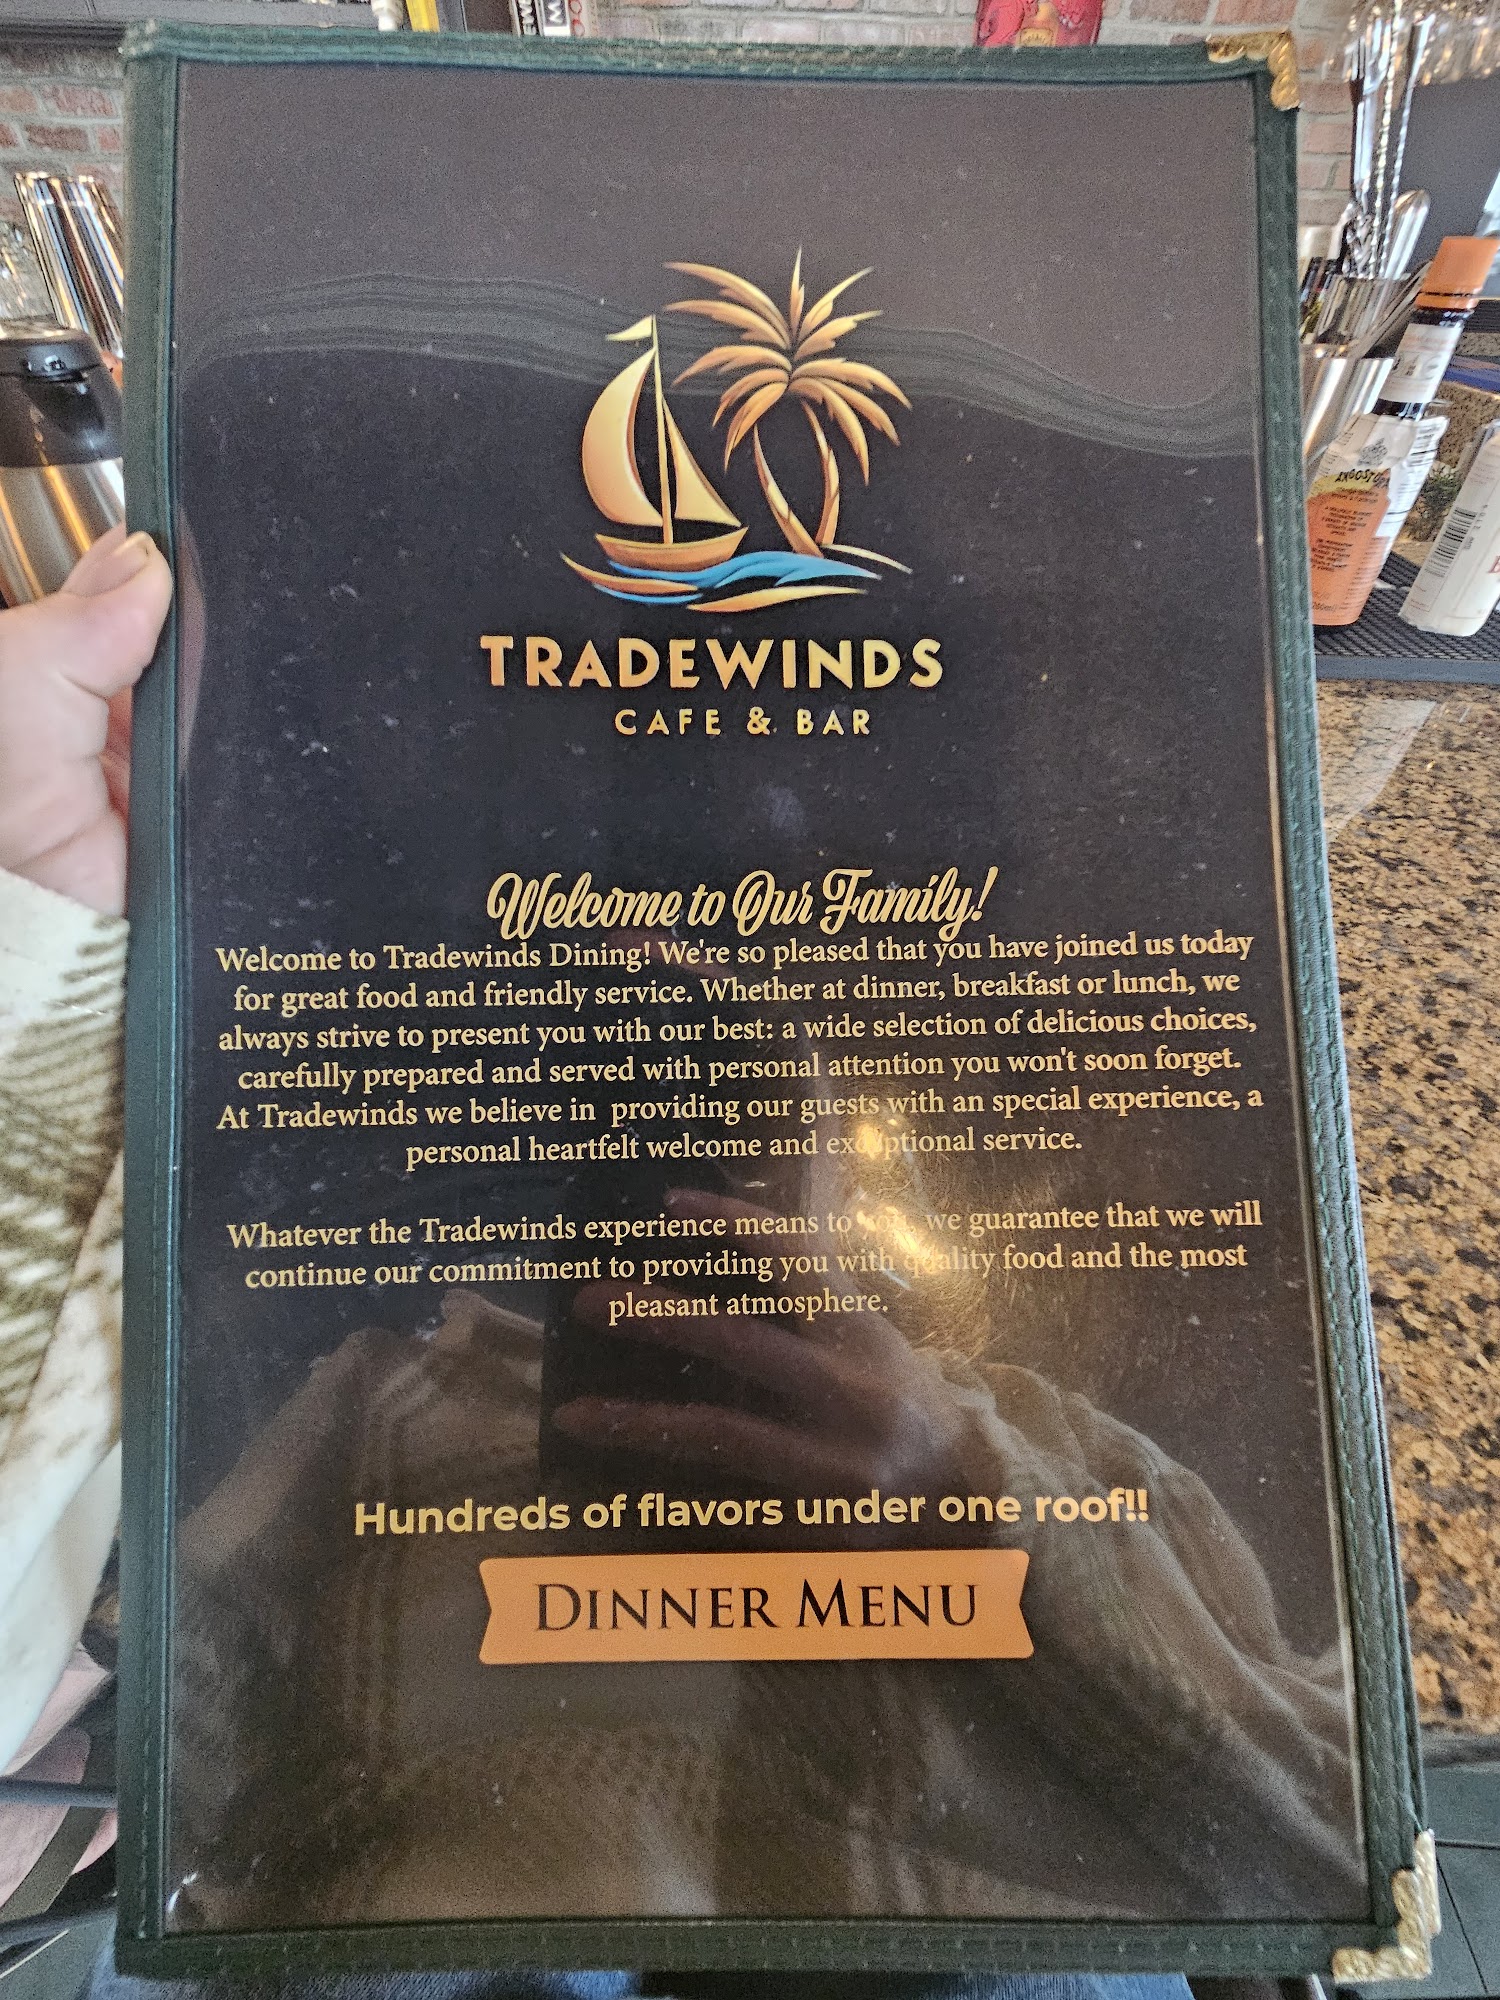 TRADEWINDS
CAFE & BAR
ANGOSTURA
Welcome to Our Family!
Welcome to Tradewinds Dining! We're so pleased that you have joined us today
for great food and friendly service. Whether at dinner, breakfast or lunch, we
always strive to present you with our best: a wide selection of delicious choices,
carefully prepared and served with personal attention you won't soon forget.
At Tradewinds we believe in providing our guests with an special experience, a
personal heartfelt welcome and exceptional service.
Whatever the Tradewinds experience means to you, we guarantee that we will
continue our commitment to providing you with quality food and the most
pleasant atmosphere.
Hundreds of flavors under one roof!!
DINNER MENU